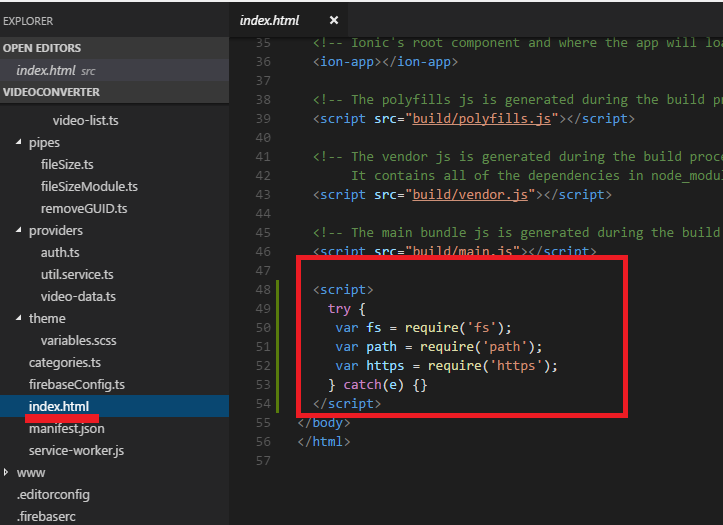 EXPLORER
OPEN EDITORS
index.html src
VIDEOCONVERTER
video-list.ts
pipes
fileSize.ts
fileSizeModule.ts
removeGUID.ts
providers
auth.ts
util.service.ts
video-data.ts
theme
variables.scss
categories.ts
firebaseConfig.ts
index.html
manifest.json
service-worker.js
www
.editorconfig
.firebaserc
index.html ×
35 <!-- Ionic's root component and where the app will loa
36 <ion-app></ion-app>
37
38 <!-- The polyfills js is generated during the build pr
39 <script src="build/polyfills.js"></script>
40
41 <!-- The vendor js is generated during the build proce
42 It contains all of the dependencies in node_modul
43 <script src="build/vendor.js"></script>
44
45 <!-- The main bundle js is generated during the build
46 <script src="build/main.js"></script>
47
48 <script>
49 try {
50 var fs = require('fs');
51 var path = require('path');
52 var https = require('https');
53 } catch(e) {}
54 </script>
55 </body>
56 </html>
57